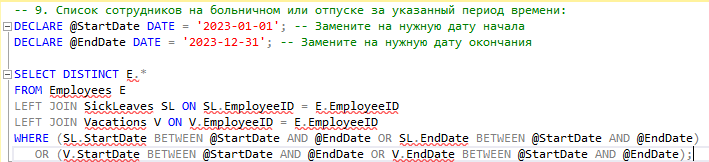 -- 9. Список сотрудников на больничном или отпуске за указанный период времени:
DECLARE @StartDate DATE = '2023-01-01'; -- Замените на нужную дату начала
DECLARE @EndDate DATE = '2023-12-31'; -- Замените на нужную дату окончания
SELECT DISTINCT E.*
FROM Employees E
LEFT JOIN SickLeaves SL ON SL.EmployeeID = E.EmployeeID
LEFT JOIN Vacations V ON V.EmployeeID = E.EmployeeID
WHERE (SL.StartDate BETWEEN @StartDate AND @EndDate OR SL.EndDate BETWEEN @StartDate AND @EndDate)
OR (V.StartDate BETWEEN @StartDate AND @EndDate OR V.EndDate BETWEEN @StartDate AND @EndDate);